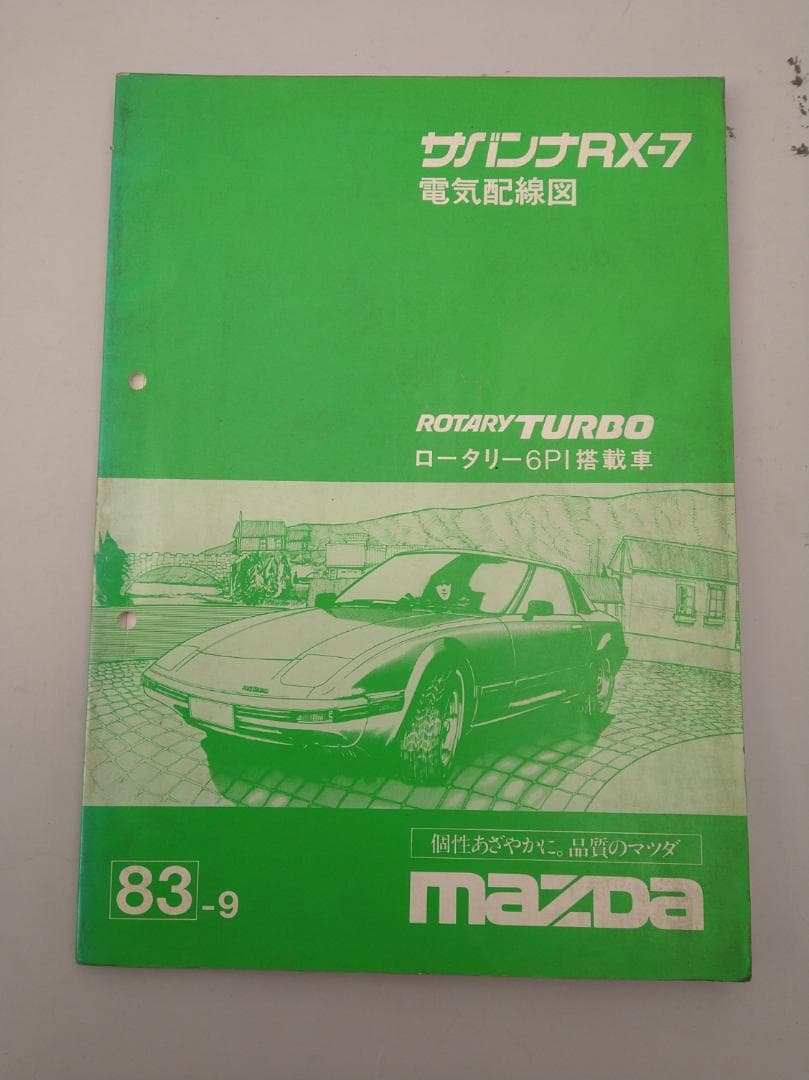 サバンナRX-7
電気配線図
ROTARY TURBO
ロータリー6PI搭載車
個性あざやかに。品質のマツダ
83-9
mazda